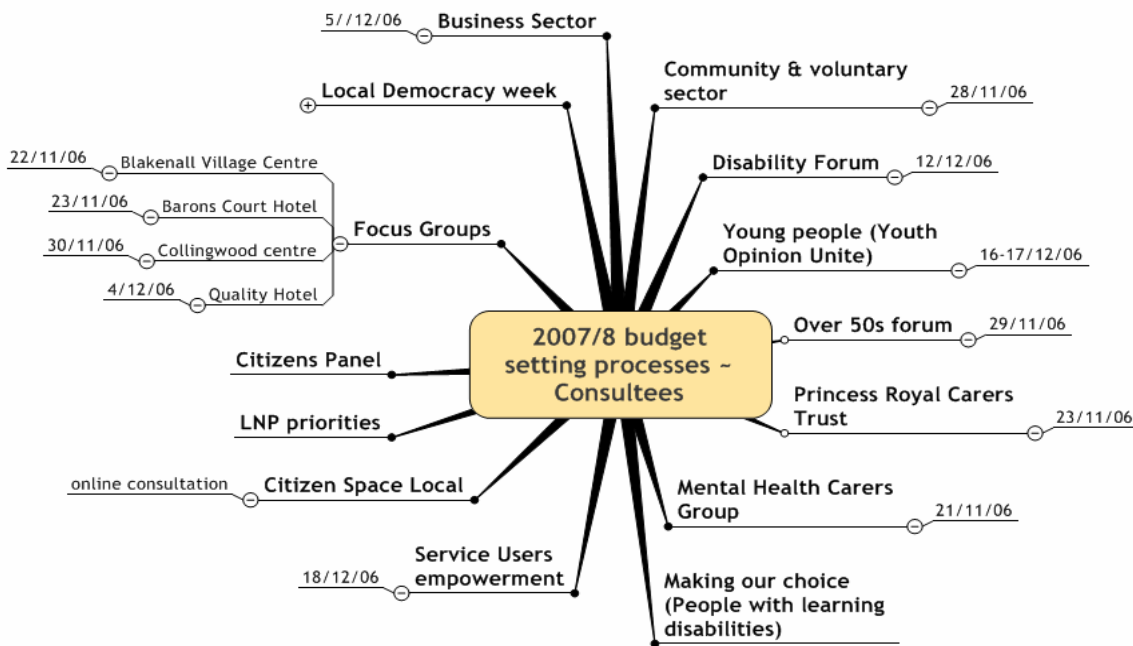 2007/8 budget
setting processes ~
Consultees
Business Sector
5//12/06
Local Democracy week
Focus Groups
Blakenall Village Centre
22/11/06
Barons Court Hotel
23/11/06
Collingwood centre
30/11/06
Quality Hotel
4/12/06
Citizens Panel
LNP priorities
Citizen Space Local
online consultation
Service Users
empowerment
18/12/06
Community & voluntary
sector
28/11/06
Disability Forum
12/12/06
Young people (Youth
Opinion Unite)
16-17/12/06
Over 50s forum
29/11/06
Princess Royal Carers
Trust
23/11/06
Mental Health Carers
Group
21/11/06
Making our choice
(People with learning
disabilities)